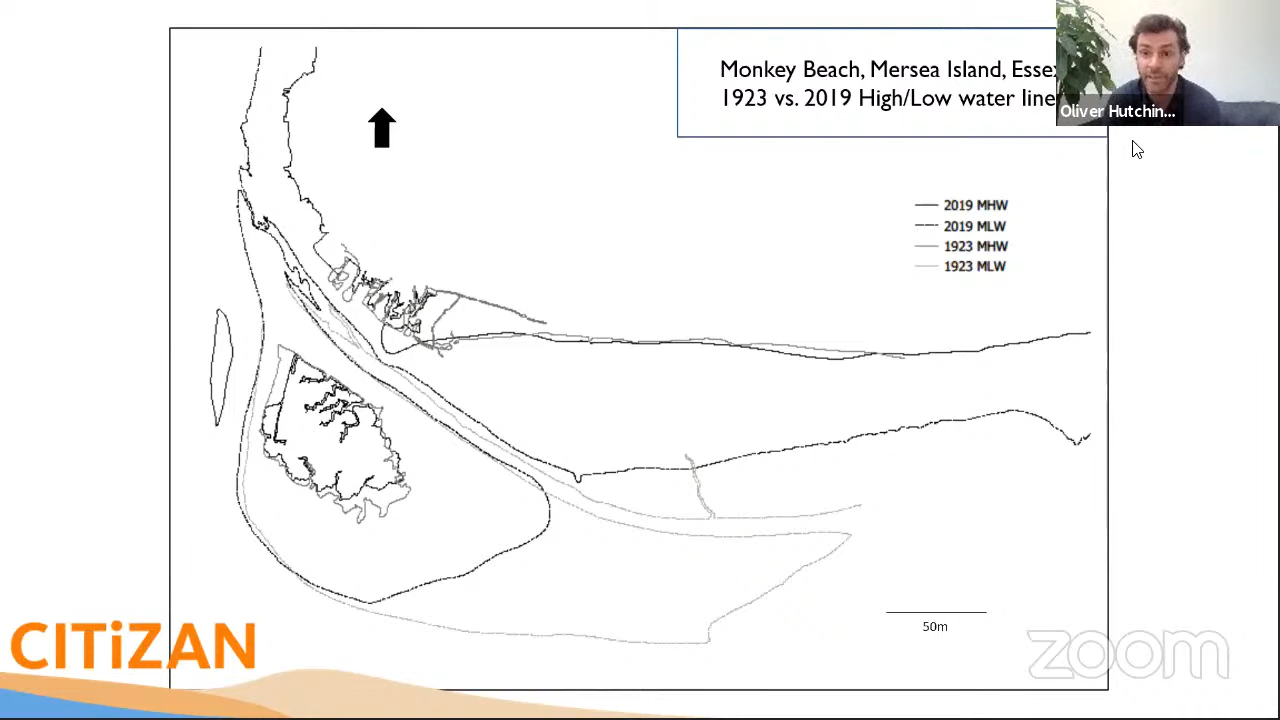 Monkey Beach, Mersea Island, Essex
1923 vs. 2019 High/Low water line
Oliver Hutchin...
2019 MHW
2019 MLW
1923 MHW
1923 MLW
50m
CITiZAN
zoom